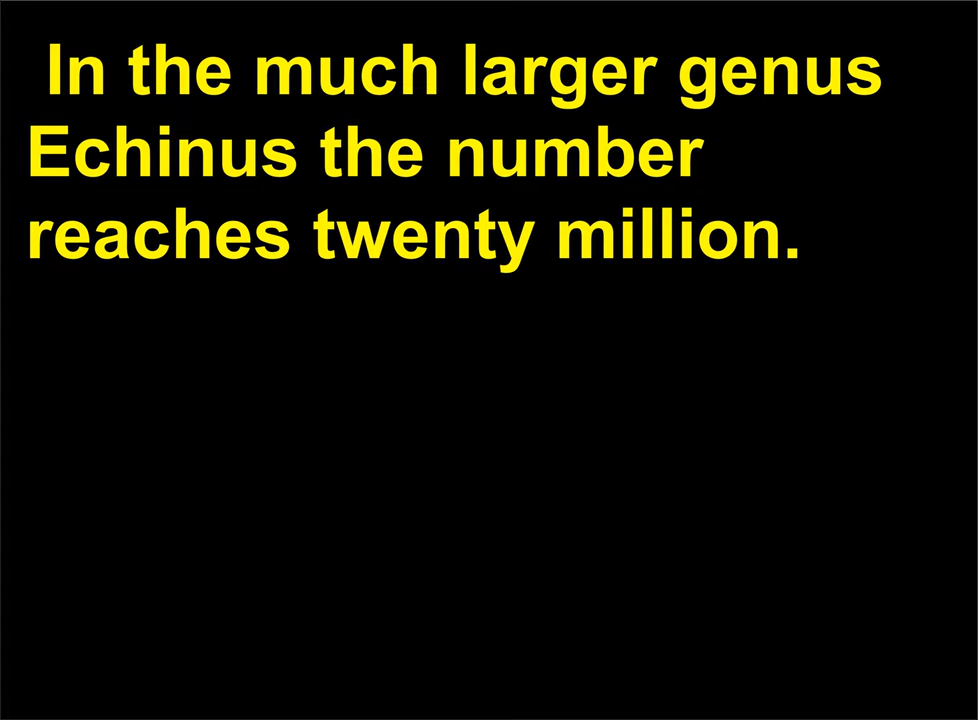 In the much larger genus
Echinus the number
reaches twenty million.